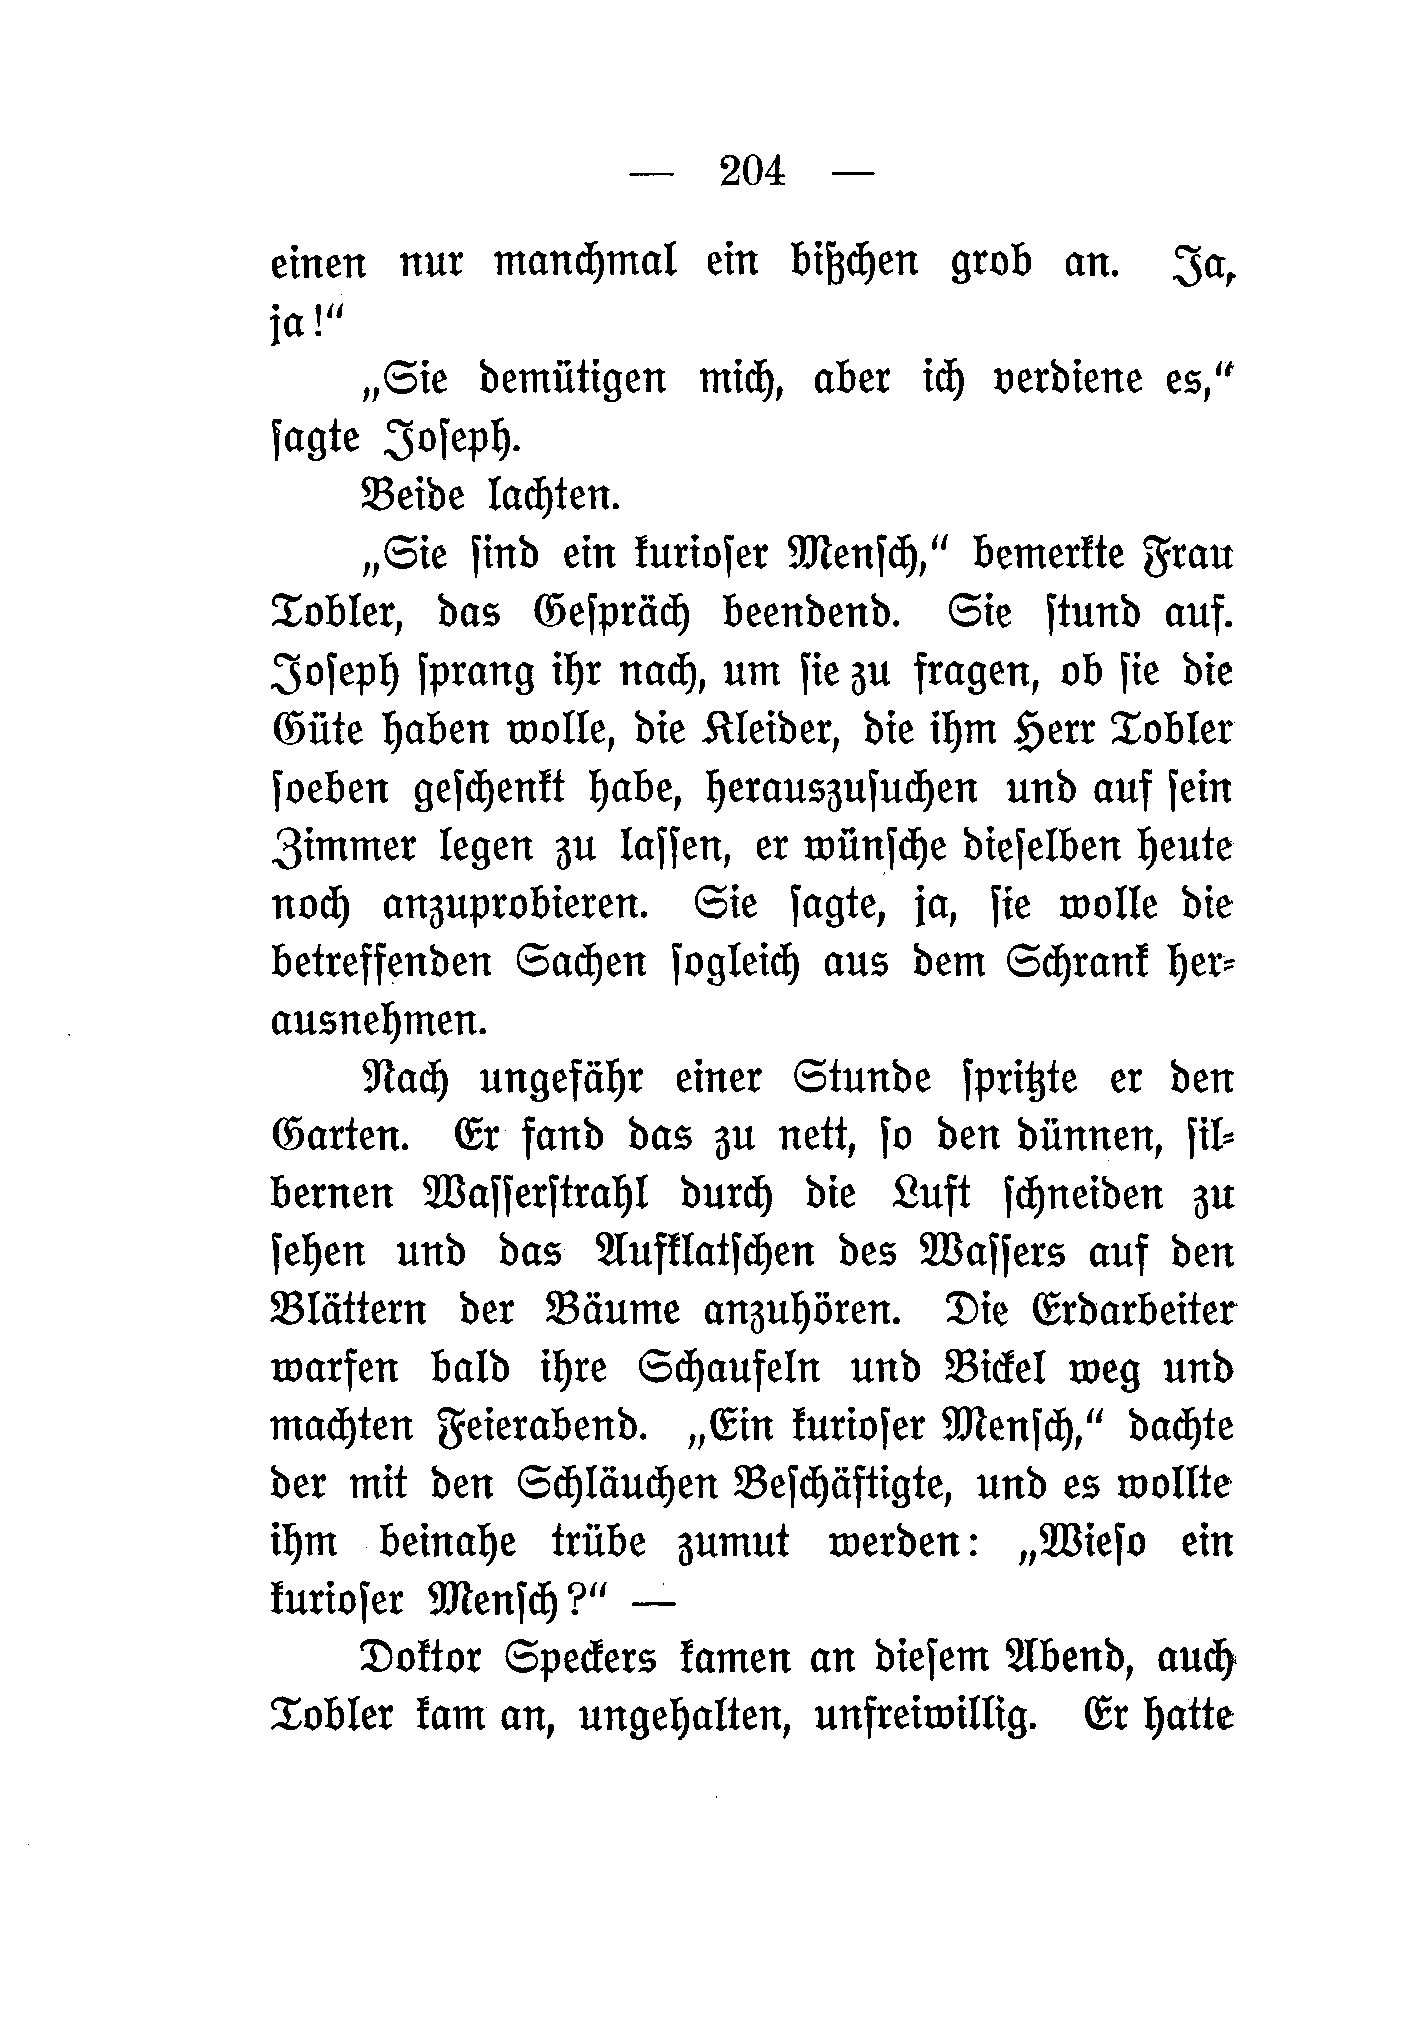 — 204 —
einen nur manchmal ein bißchen grob an. Ja,
ja!“
„Sie demütigen mich, aber ich verdiene es,“
ſagte Joſeph.
Beide lachten.
„Sie ſind ein kurioſer Menſch,“ bemerkte Frau
Tobler, das Geſpräch beendend. Sie ſtund auf.
Joſeph ſprang ihr nach, um ſie zu fragen, ob ſie die
Güte haben wolle, die Kleider, die ihm Herr Tobler
ſoeben geſchenkt habe, herauszuſuchen und auf ſein
Zimmer legen zu laſſen, er wünſche dieſelben heute
noch anzuprobieren. Sie ſagte, ja, ſie wolle die
betreffenden Sachen ſogleich aus dem Schrank her⸗
ausnehmen.
Nach ungefähr einer Stunde ſpritzte er den
Garten. Er fand das zu nett, ſo den dünnen, ſil⸗
bernen Waſſerſtrahl durch die Luft ſchneiden zu
ſehen und das Aufklatſchen des Waſſers auf den
Blättern der Bäume anzuhören. Die Erdarbeiter
warfen bald ihre Schaufeln und Bickel weg und
machten Feierabend. „Ein kurioſer Menſch,“ dachte
der mit den Schläuchen Beſchäftigte, und es wollte
ihm beinahe trübe zumut werden: „Wieſo ein
kurioſer Menſch?“ —
Doktor Speckers kamen an dieſem Abend, auch
Tobler kam an, ungehalten, unfreiwillig. Er hatte